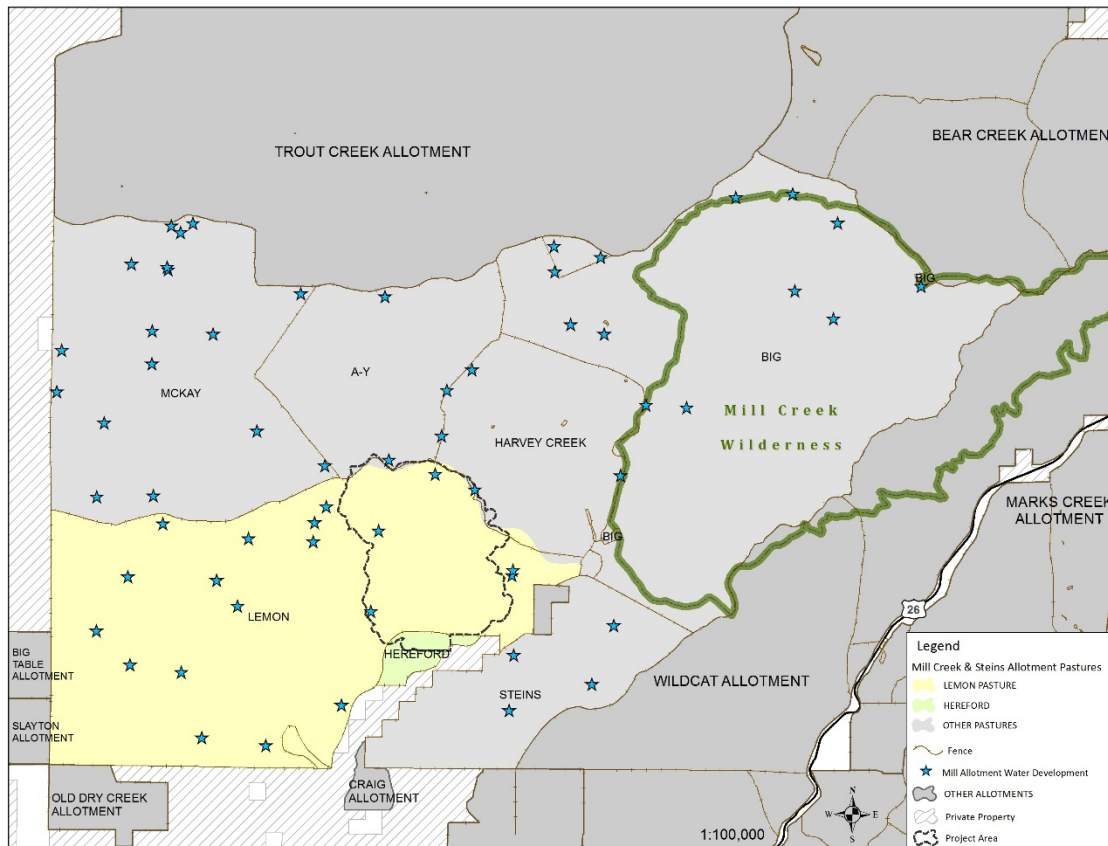 TROUT CREEK ALLOTMENT
BEAR CREEK ALLOTMEN
BIG
A-Y
BIG
MCKAY
Mill Creek
Wilderness
HARVEY CREEK
MARKS CREEK
ALLOTMENT
BIG
LEMON
26
HEREFORD
BIG
TABLE
ALLOTMENT
WILDCAT ALLOTMENT
STEINS
SLAYTON
ALLOTMENT
CRAIG
ALLOTMENT
OLD DRY CREEK
ALLOTMENT
1:100,000
N
W E
S
Legend
Mill Creek & Steins Allotment Pastures
LEMON PASTURE
HEREFORD
OTHER PASTURES
Fence
Mill Allotment Water Development
OTHER ALLOTMENTS
Private Property
Project Area